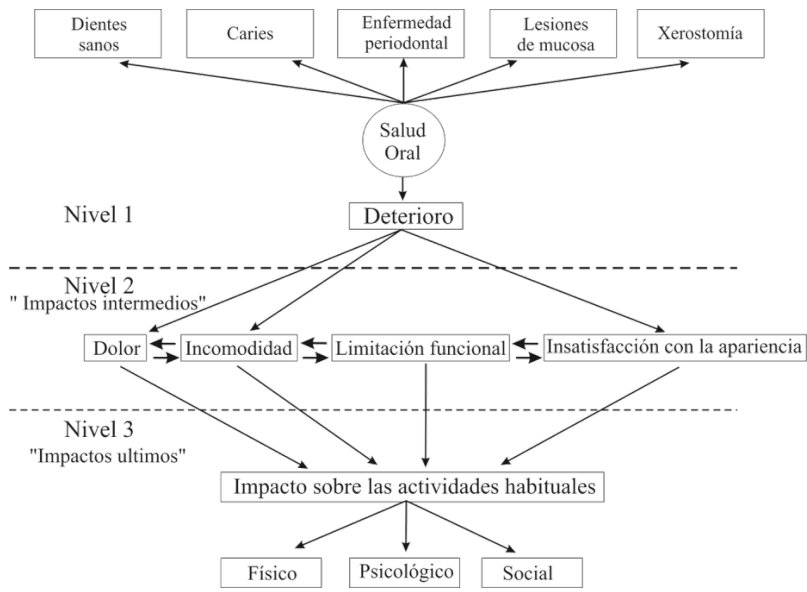 Dientes
sanos
Caries
Enfermedad
periodontal
Lesiones
de mucosa
Xerostomía
Salud
Oral
Nivel 1
Deterioro
Nivel 2
" Impactos intermedios"
Dolor
Incomodidad
Limitación funcional
Insatisfacción con la apariencia
Nivel 3
"Impactos ultimos"
Impacto sobre las actividades habituales
Físico
Psicológico
Social